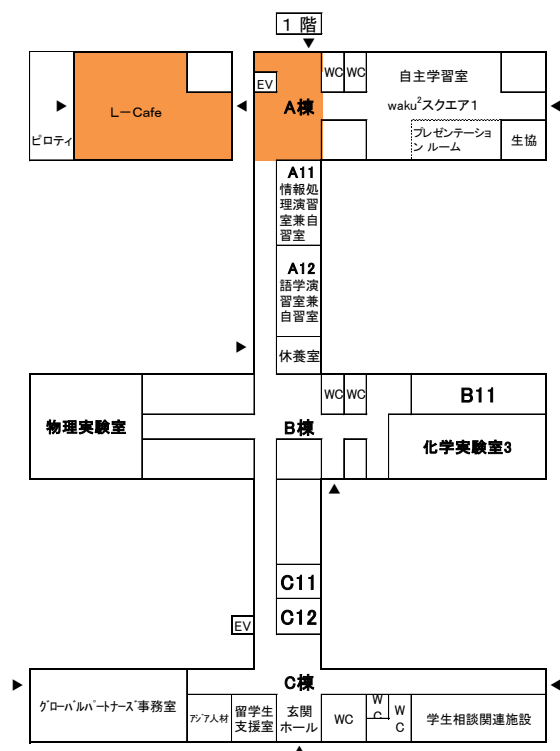 1 階
WC WC
自主学習室
EV
L-Cafe
A棟
waku²スクエア1
ピロティ
プレゼンテーショ
ン ルーム
生協
A11
情報処
理演習
室兼自
習室
A12
語学演
習室兼
自習室
休養室
WC WC
B11
物理実験室
B棟
化学実験室3
C11
C12
EV
C棟
グローバルパートナーズ事務室
アジア人材
留学生
支援室
玄関
ホール
WC
W
C
W
C
学生相談関連施設